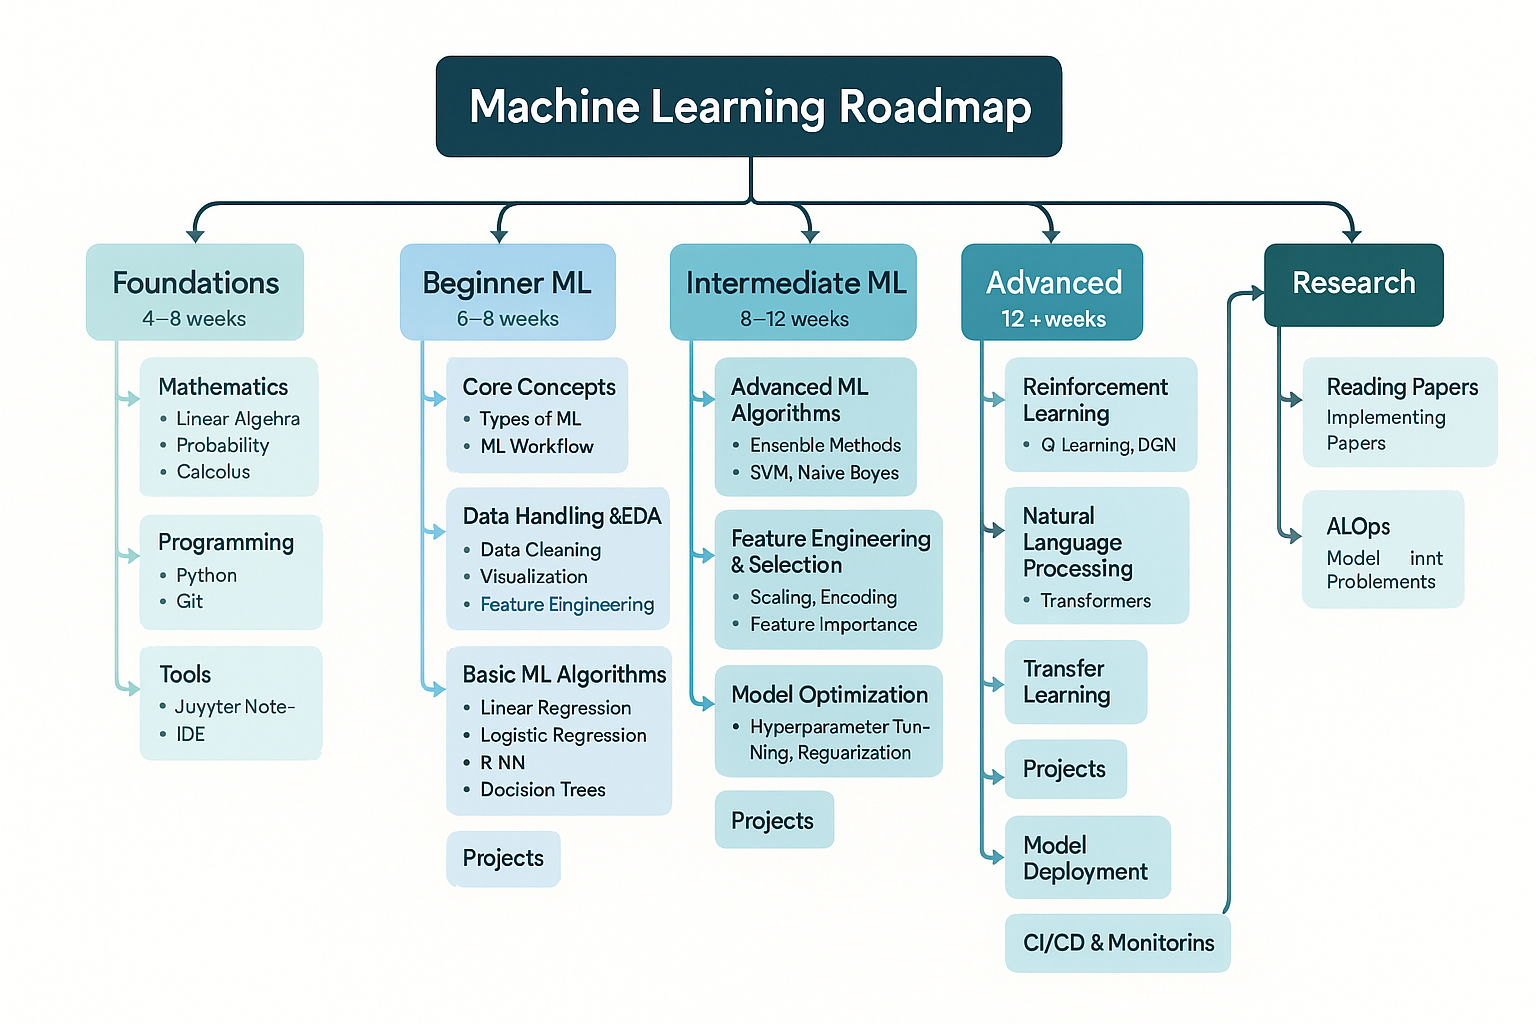 Machine Learning Roadmap
Foundations
4–8 weeks
Mathematics
• Linear Algehra
• Probability
• Calcolus
Programming
• Python
• Git
Tools
• Juyyter Note-
• IDE
Beginner ML
6–8 weeks
Core Concepts
• Types of ML
• ML Workflow
Data Handling &EDA
• Data Cleaning
• Visualization
• Feature Eingineering
Basic ML Algorithms
• Linear Regression
• Logistic Regression
• R NN
• Docision Trees
Projects
Intermediate ML
8–12 weeks
Advanced ML
Algorithms
• Ensenble Methods
• SVM, Naive Boyes
Feature Engineering
& Selection
• Scaling, Encoding
• Feature Importance
Model Optimization
• Hyperparameter Tun-
Ning, Reguarization
Projects
Advanced
12 + weeks
Reinforcement
Learning
• Q Learning, DGN
Natural
Language
Processing
• Transformers
Transfer
Learning
Projects
Model
Deployment
CI/CD & Monitorins
Research
Reading Papers
Implementing
Papers
ALOps
Model innt
Problements